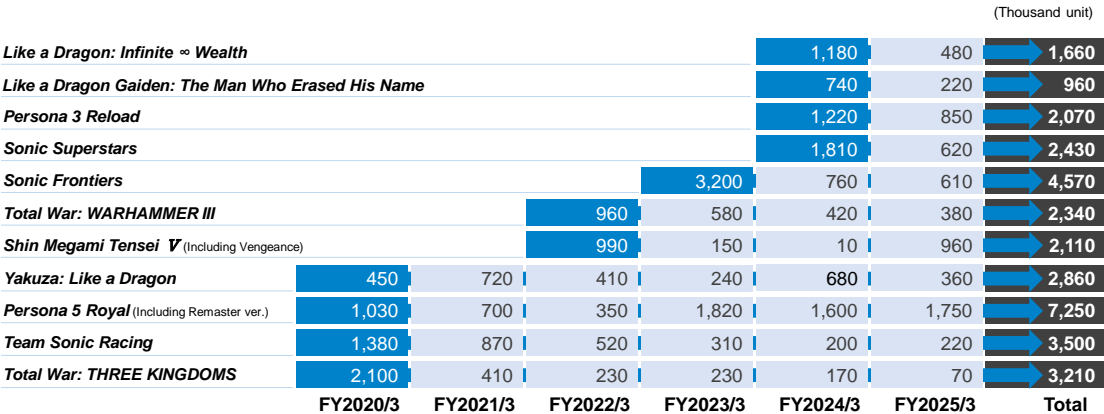 (Thousand unit)
Like a Dragon: Infinite ∞ Wealth 1,180 480 1,660
Like a Dragon Gaiden: The Man Who Erased His Name 740 220 960
Persona 3 Reload 1,220 850 2,070
Sonic Superstars 1,810 620 2,430
Sonic Frontiers 3,200 760 610 4,570
Total War: WARHAMMER III 960 580 420 380 2,340
Shin Megami Tensei V (Including Vengeance) 990 150 10 960 2,110
Yakuza: Like a Dragon 450 720 410 240 680 360 2,860
Persona 5 Royal (Including Remaster ver.) 1,030 700 350 1,820 1,600 1,750 7,250
Team Sonic Racing 1,380 870 520 310 200 220 3,500
Total War: THREE KINGDOMS 2,100 410 230 230 170 70 3,210
FY2020/3 FY2021/3 FY2022/3 FY2023/3 FY2024/3 FY2025/3 Total